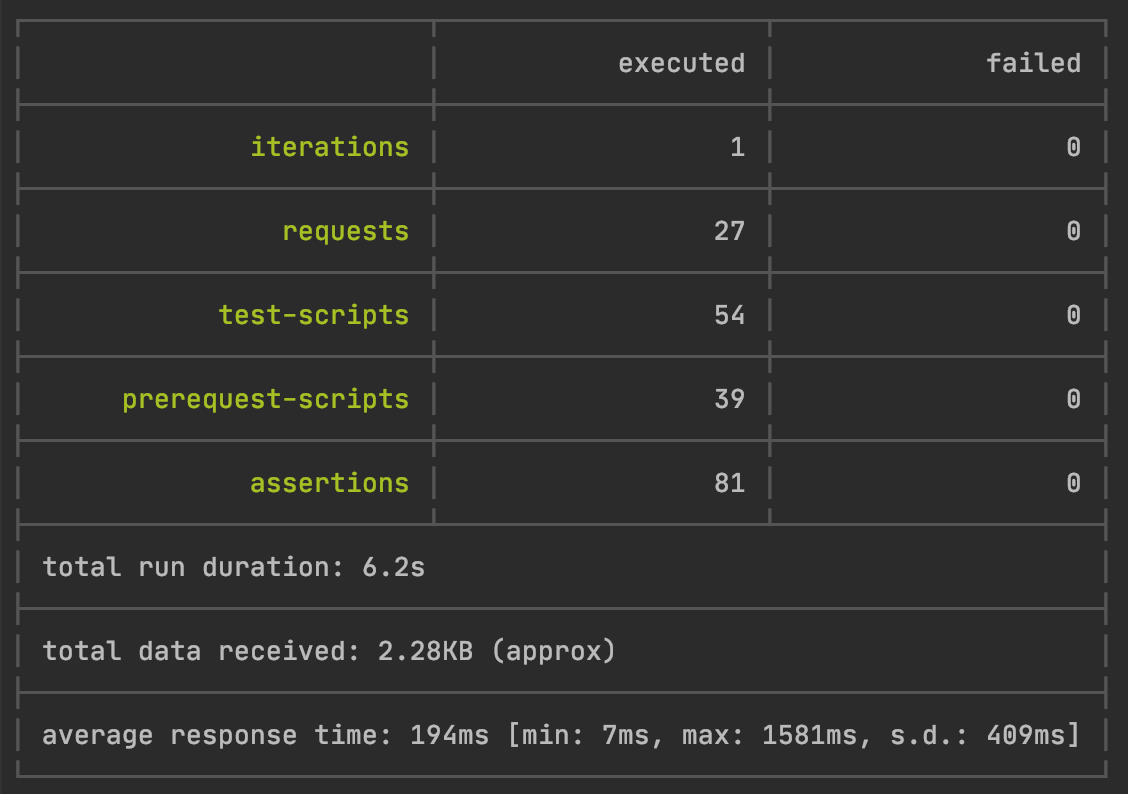 executed failed
iterations 1 0
requests 27 0
test-scripts 54 0
prerequest-scripts 39 0
assertions 81 0
total run duration: 6.2s
total data received: 2.28KB (approx)
average response time: 194ms [min: 7ms, max: 1581ms, s.d.: 409ms]